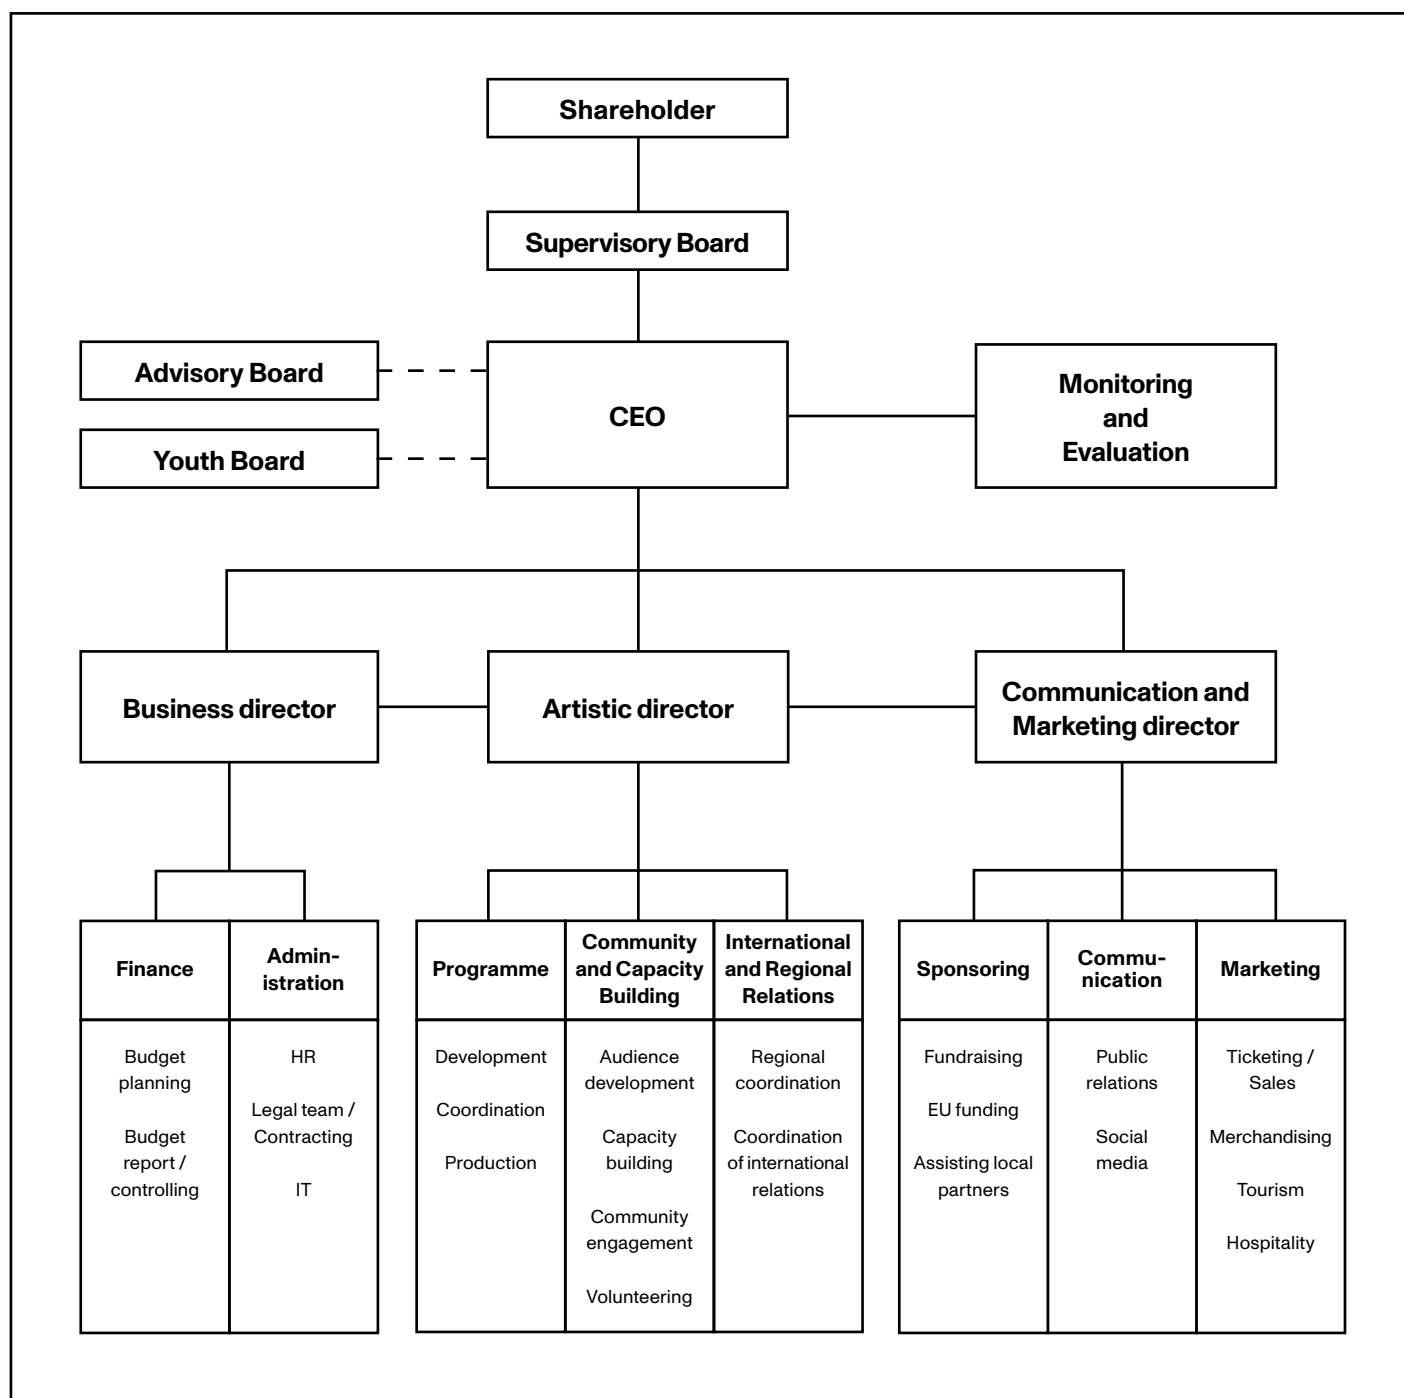 Shareholder
Supervisory Board
Advisory Board
Youth Board
CEO
Monitoring
and
Evaluation
Business director
Artistic director
Communication and
Marketing director
Finance
Admin-
istration
Programme
Community
and Capacity
Building
International
and Regional
Relations
Sponsoring
Commu-
nication
Marketing
Budget
planning
Budget
report /
controlling
HR
Legal team /
Contracting
IT
Development
Coordination
Production
Audience
development
Capacity
building
Community
engagement
Volunteering
Regional
coordination
Coordination
of international
relations
Fundraising
EU funding
Assisting local
partners
Public
relations
Social
media
Ticketing /
Sales
Merchandising
Tourism
Hospitality